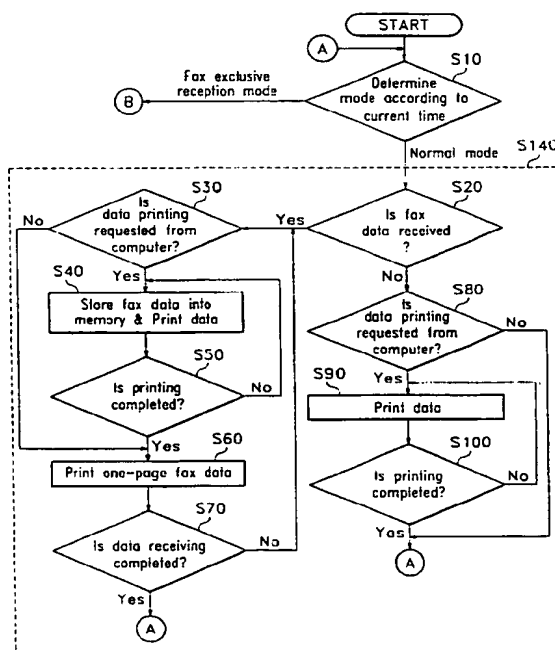 START
A
S10
Fax exclusive
reception mode
B
Determine
mode according to
current time
Normal mode
S140
S30
Is
data printing
requested from
computer?
No
Yes
Yes
S20
Is fax
data received
?
No
S40
Store fax data into
memory & Print data
S50
Is printing
completed?
No
Yes
S60
Print one-page fax data
S70
Is data receiving
completed?
No
Yes
A
S80
Is
data printing
requested from
computer?
No
Yes
S90
Print data
S100
Is printing
completed?
No
Yes
A